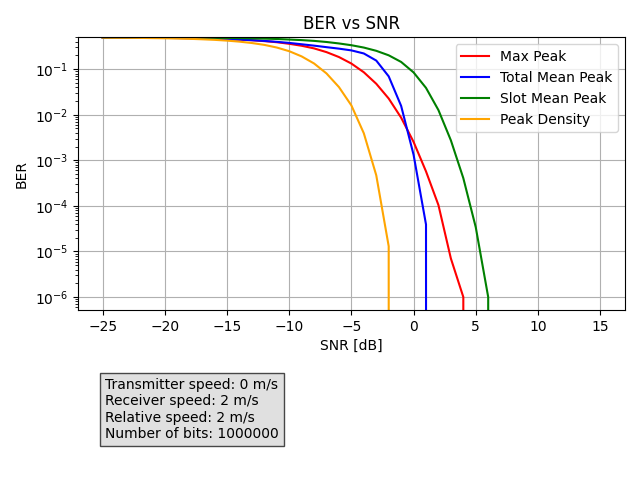 BER vs SNR
Max Peak
Total Mean Peak
Slot Mean Peak
Peak Density
BER
10⁻¹
10⁻²
10⁻³
10⁻⁴
10⁻⁵
10⁻⁶
−25 −20 −15 −10 −5 0 5 10 15
SNR [dB]
Transmitter speed: 0 m/s
Receiver speed: 2 m/s
Relative speed: 2 m/s
Number of bits: 1000000